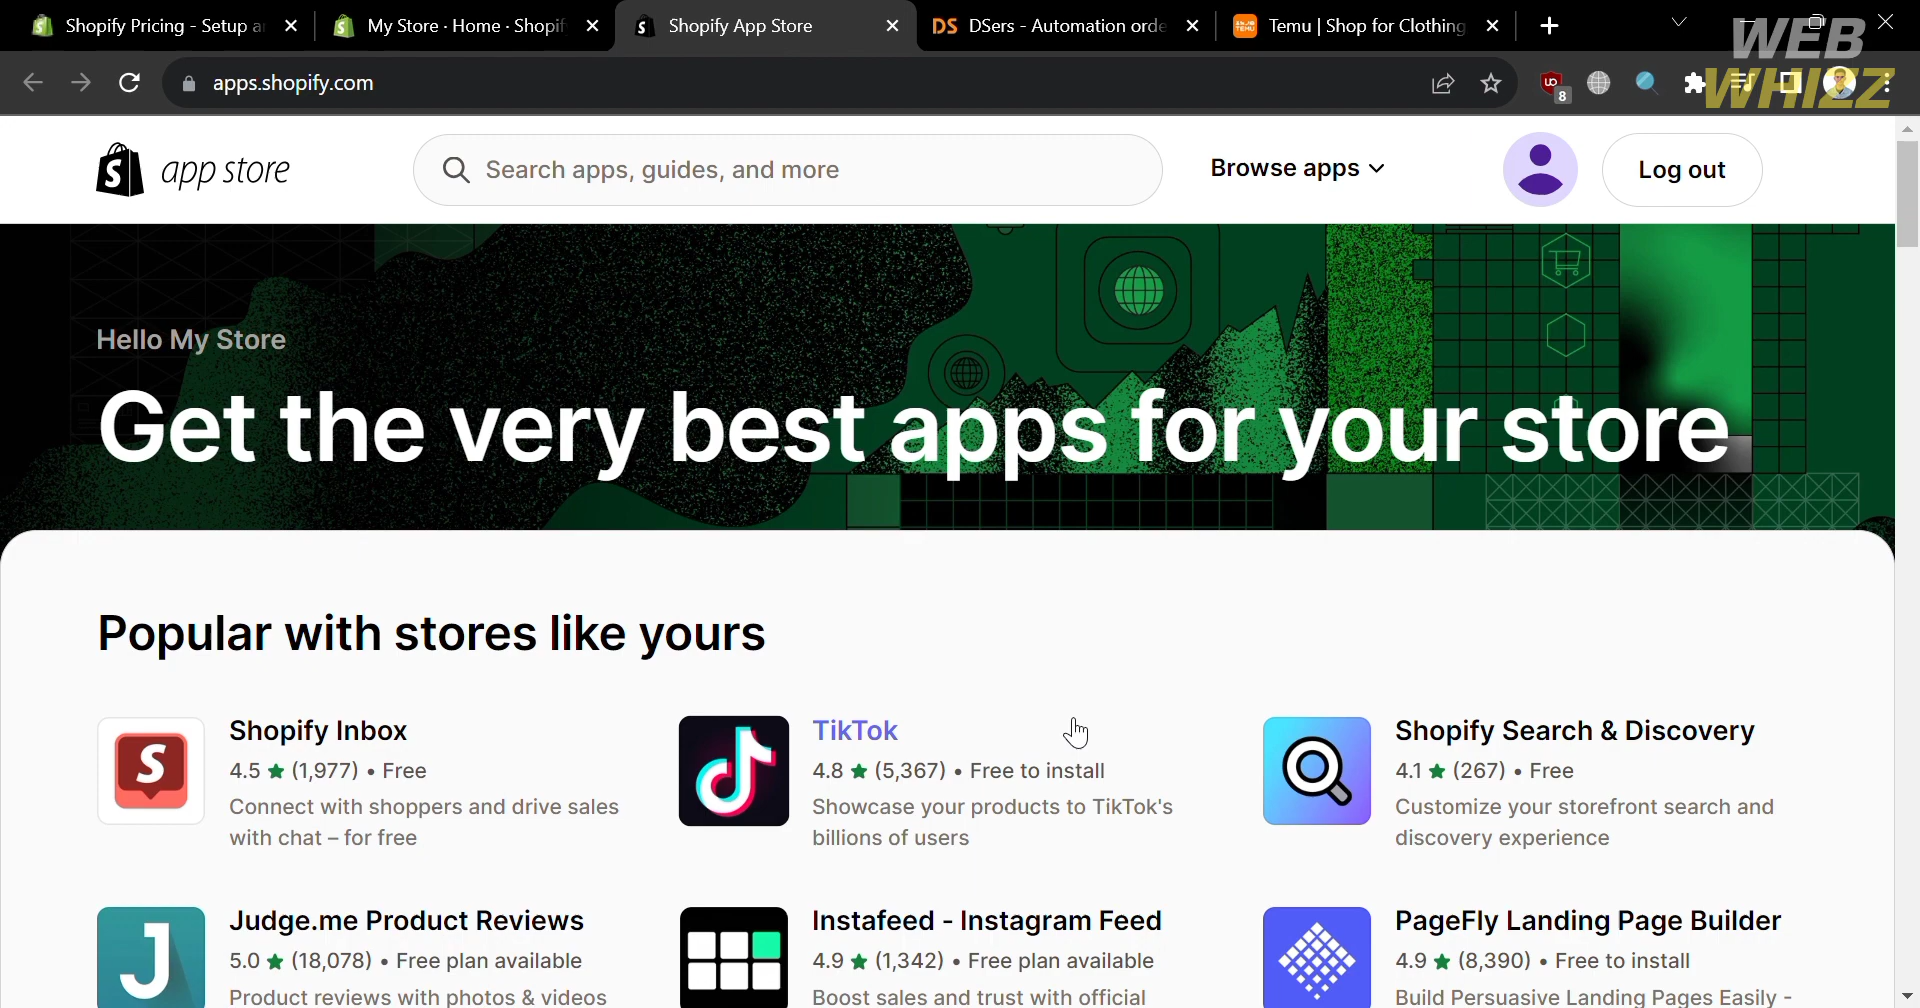 Shopify Pricing - Setup a
My Store · Home · Shopif
Shopify App Store
DS DSers - Automation orde
Temu | Shop for Clothing
WEB
WHIZZ
apps.shopify.com
8
S app store
Search apps, guides, and more
Browse apps
Log out
Hello My Store
Get the very best apps for your store
Popular with stores like yours
Shopify Inbox
4.5 ★ (1,977) • Free
Connect with shoppers and drive sales
with chat – for free
TikTok
4.8 ★ (5,367) • Free to install
Showcase your products to TikTok's
billions of users
Shopify Search & Discovery
4.1 ★ (267) • Free
Customize your storefront search and
discovery experience
Judge.me Product Reviews
5.0 ★ (18,078) • Free plan available
Product reviews with photos & videos
Instafeed - Instagram Feed
4.9 ★ (1,342) • Free plan available
Boost sales and trust with official
PageFly Landing Page Builder
4.9 ★ (8,390) • Free to install
Build Persuasive Landing Pages Easily -